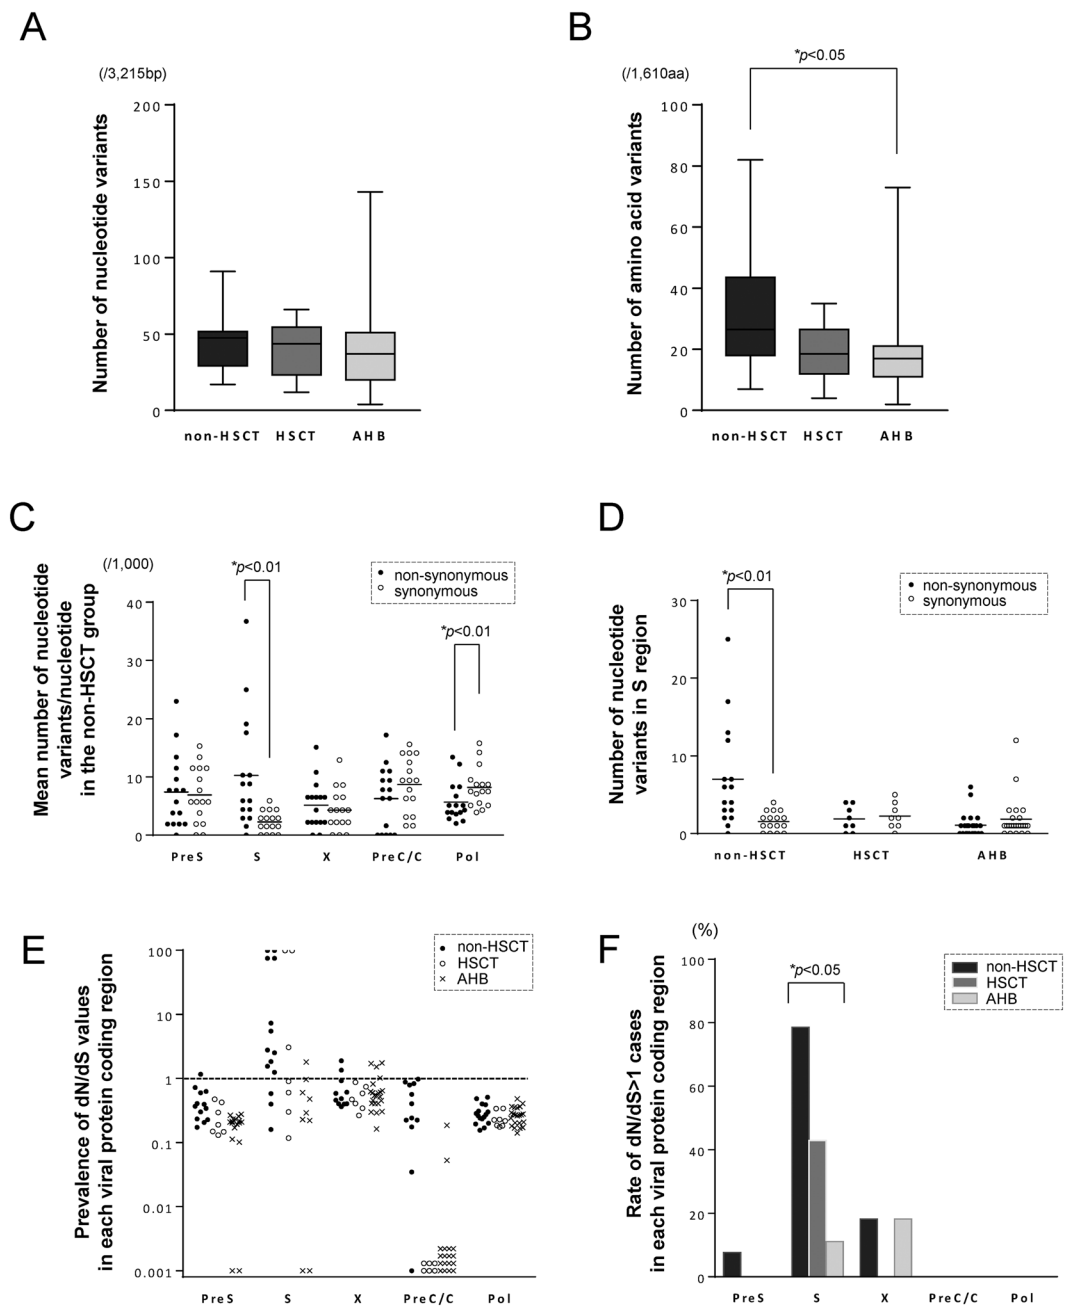 A
(/3,215bp)
Number of nucleotide variants
200
150
100
50
0
non-HSCT HSCT AHB
B
(/1,610aa)
*p<0.05
Number of amino acid variants
100
80
60
40
20
0
non-HSCT HSCT AHB
C
(/1,000)
Mean number of nucleotide
variants/nucleotide
in the non-HSCT group
*p<0.01
non-synonymous
synonymous
*p<0.01
40
30
20
10
0
PreS S X PreC/C Pol
D
Number of nucleotide
variants in S region
*p<0.01
non-synonymous
synonymous
30
20
10
0
non-HSCT HSCT AHB
E
Prevalence of dN/dS values
in each viral protein coding region
non-HSCT
HSCT
AHB
100
10
1
0.1
0.01
0.001
PreS S X PreC/C Pol
F
(%)
Rate of dN/dS>1 cases
in each viral protein coding region
*p<0.05
non-HSCT
HSCT
AHB
100
80
60
40
20
0
PreS S X PreC/C Pol